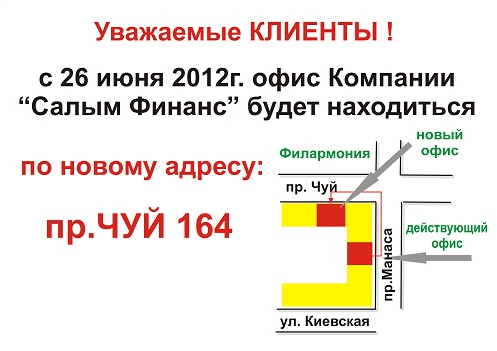 Уважаемые КЛИЕНТЫ !
с 26 июня 2012г. офис Компании
“Салым Финанс” будет находиться
по новому адресу:
пр.ЧУЙ 164
новый
офис
Филармония
пр. Чуй
действующий
офис
пр.Манаса
ул. Киевская